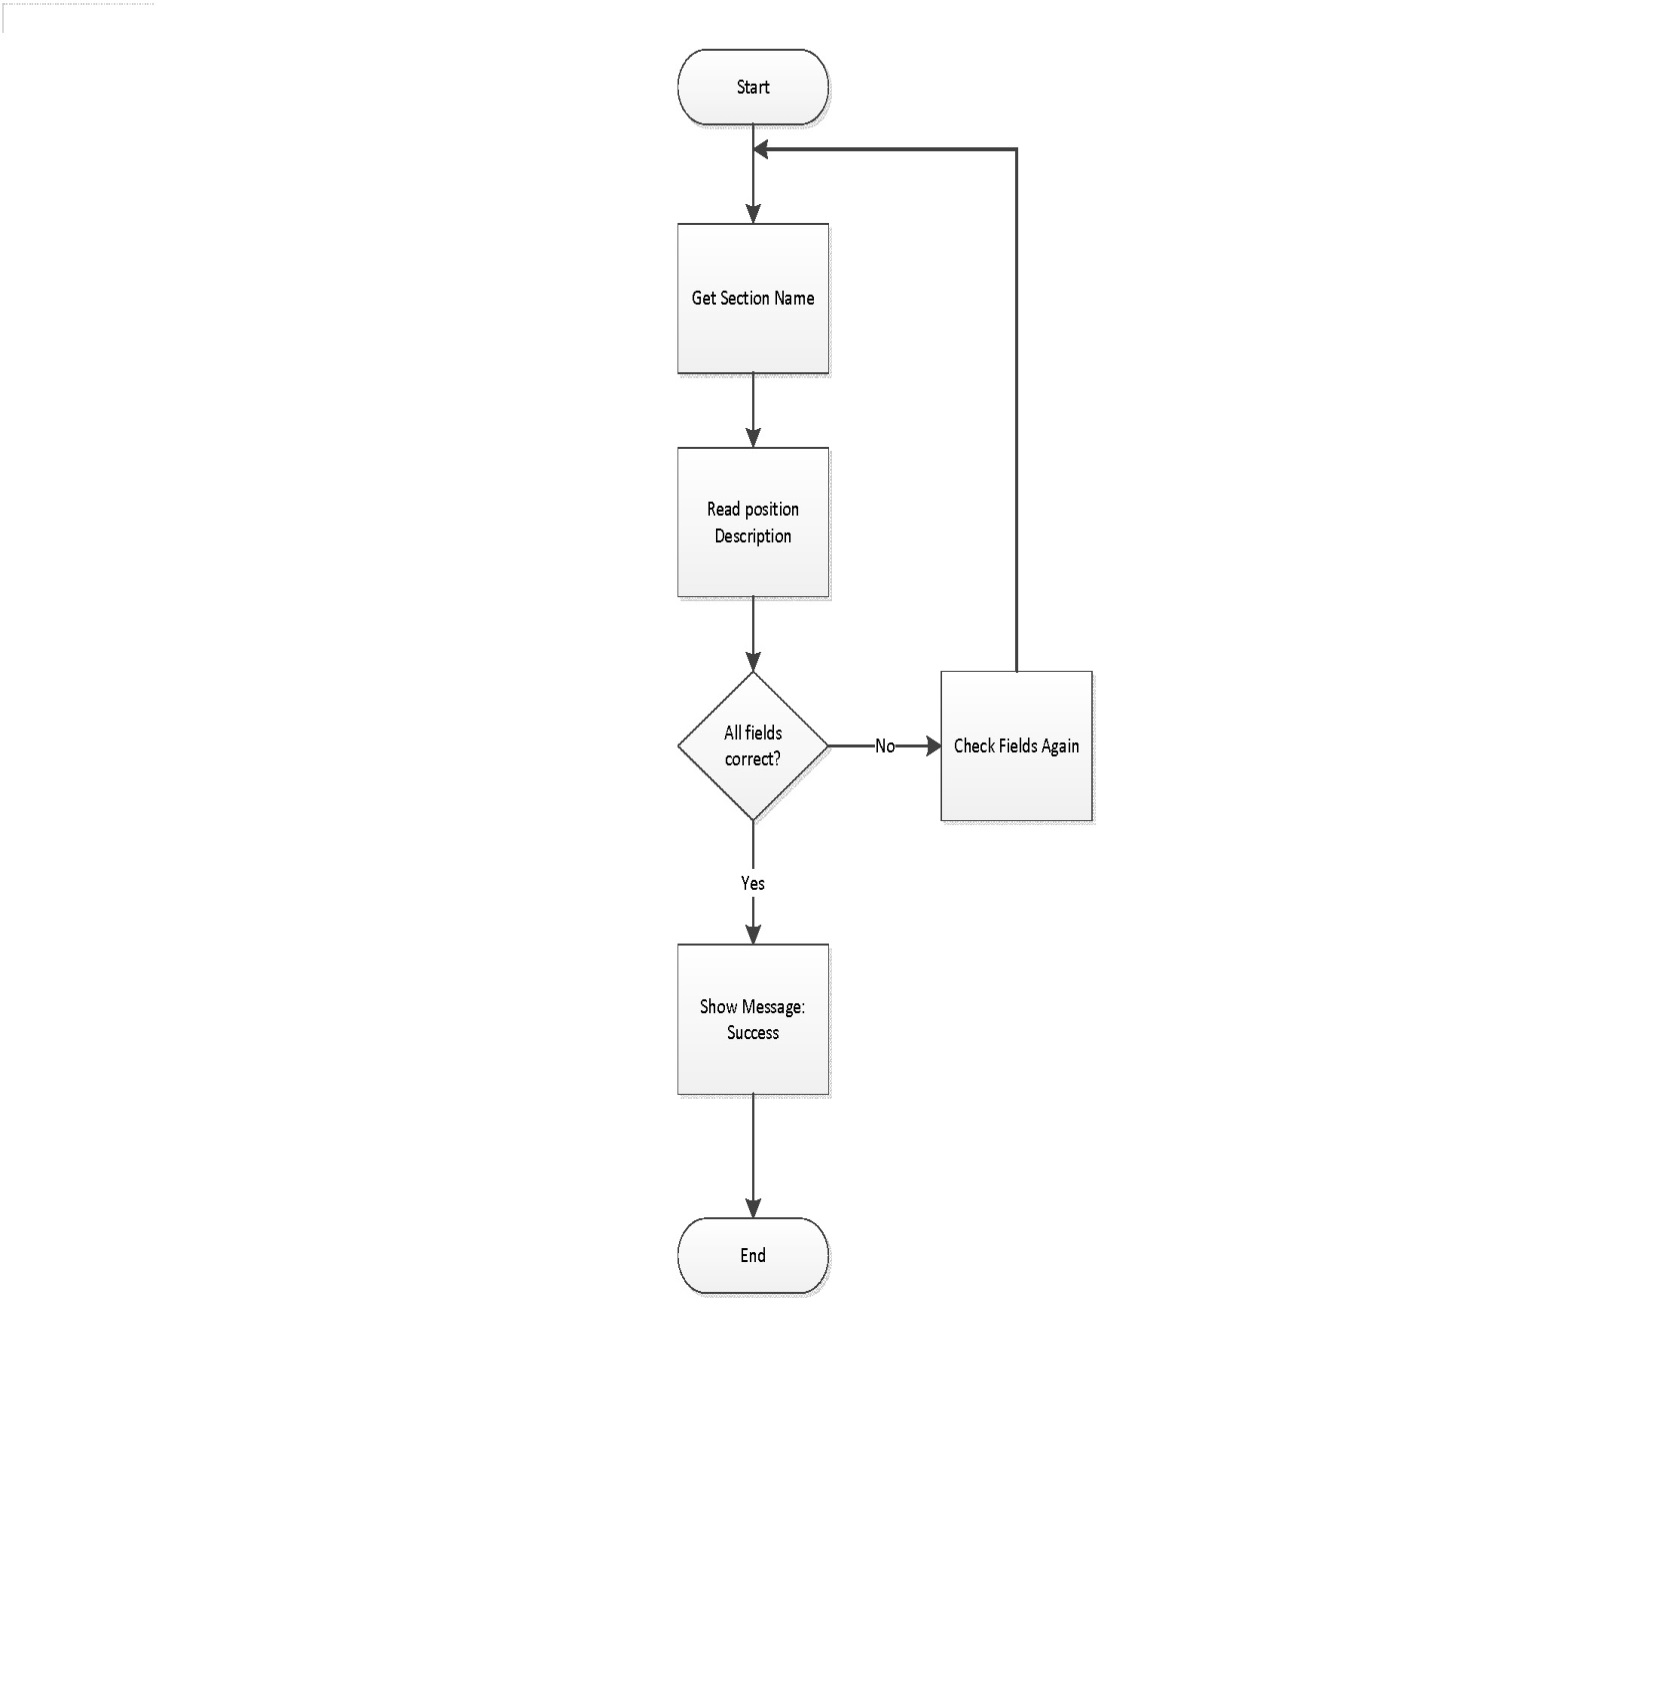 Start
Get Section Name
Read position
Description
All fields
correct?
No
Check Fields Again
Yes
Show Message:
Success
End